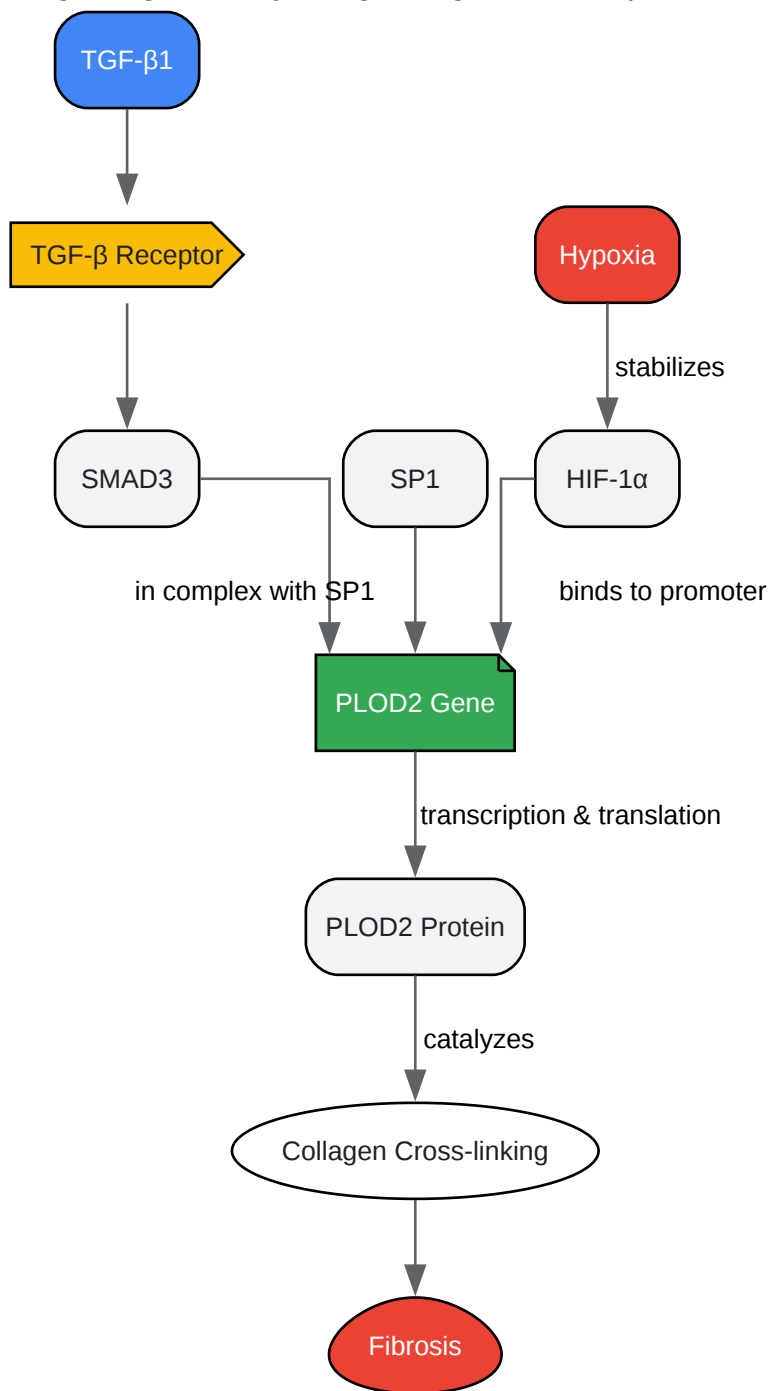 TGF-β1
TGF-β Receptor
Hypoxia
stabilizes
SMAD3
SP1
HIF-1α
in complex with SP1
binds to promoter
PLOD2 Gene
transcription & translation
PLOD2 Protein
catalyzes
Collagen Cross-linking
Fibrosis